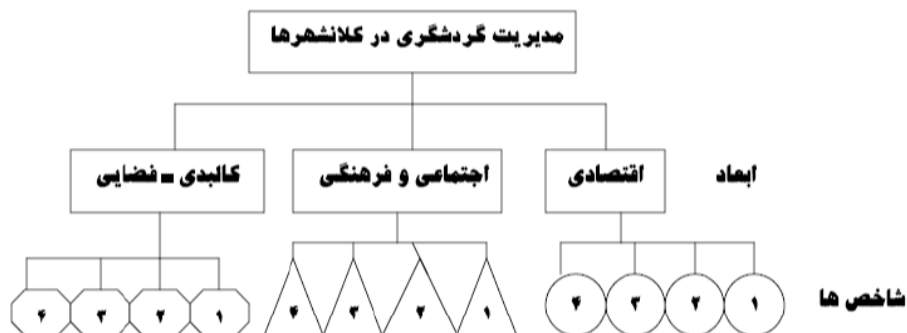 مدیریت گردشگری در کلانشهرها
ابعاد اقتصادی اجتماعی و فرهنگی کالبدی - فضایی
شاخص ها ۱ ۲ ۳ ۴ ۱ ۲ ۳ ۴ ۱ ۲ ۳ ۴